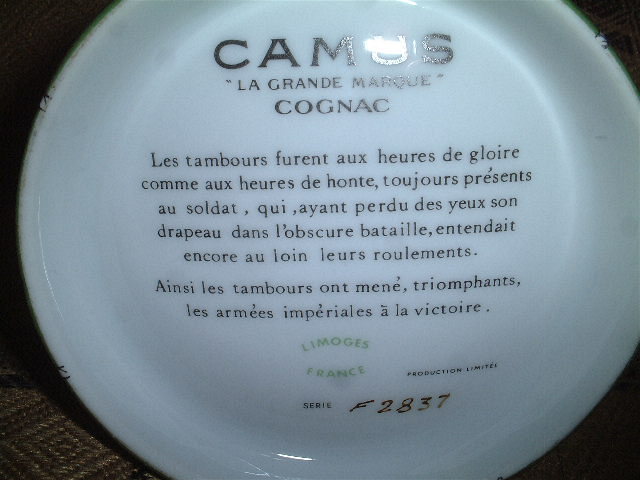 CAMUS
"LA GRANDE MARQUE"
COGNAC
Les tambours furent aux heures de gloire
comme aux heures de honte, toujours présents
au soldat, qui, ayant perdu des yeux son
drapeau dans l'obscure bataille, entendait
encore au loin leurs roulements.
Ainsi les tambours ont mené, triomphants,
les armées impériales à la victoire.
LIMOGES
FRANCE
PRODUCTION LIMITÉE
SERIE F2837